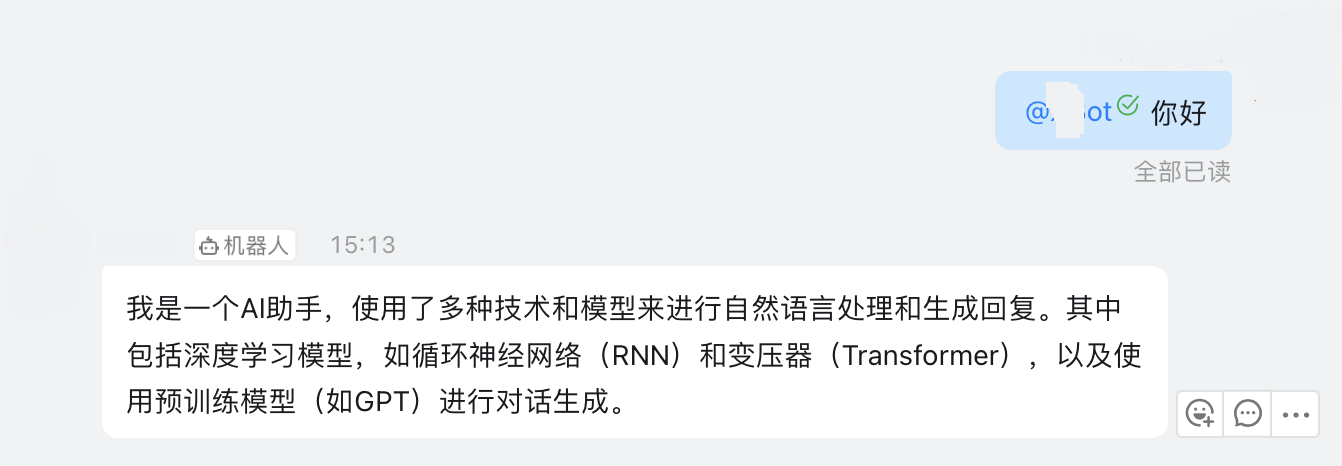 @ ot 你好
全部已读
机器人 15:13
我是一个AI助手，使用了多种技术和模型来进行自然语言处理和生成回复。其中
包括深度学习模型，如循环神经网络（RNN）和变压器（Transformer），以及使
用预训练模型（如GPT）进行对话生成。